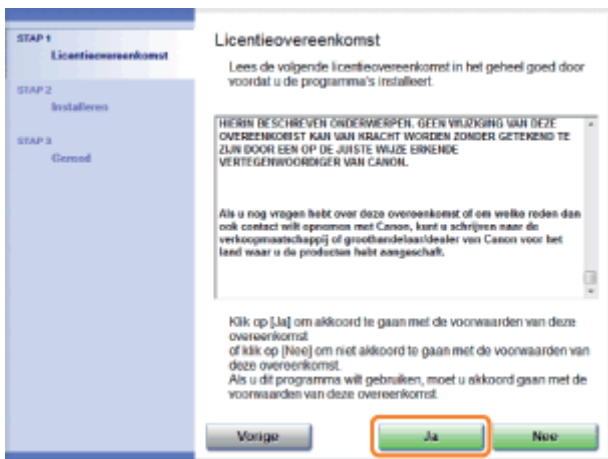 STAP 1
Licentieovereenkomst
STAP 2
Installeren
STAP 3
Gereed
Licentieovereenkomst
Lees de volgende licentieovereenkomst in het geheel goed door
voordat u de programma's installeert.
HIERIN BESCHREVEN ONDERWERPEN. GEEN WIJZIGING VAN DEZE
OVEREENKOMST KAN VAN KRACHT WORDEN ZONDER GETEKEND TE
ZIJN DOOR EEN OP DE JUISTE WIJZE ERKENDE
VERTEGENWOORDIGER VAN CANON.
Als u nog vragen hebt over deze overeenkomst of om welke reden dan
ook contact wilt opnemen met Canon, kunt u schrijven naar de
verkoopmaatschappij of groothandelaar/dealer van Canon voor het
land waar u de producten hebt aangeschaft.
Klik op [Ja] om akkoord te gaan met de voorwaarden van deze
overeenkomst
of klik op [Nee] om niet akkoord te gaan met de voorwaarden van
deze overeenkomst.
Als u dit programma wilt gebruiken, moet u akkoord gaan met de
voorwaarden van deze overeenkomst.
Vorige
Ja
Nee